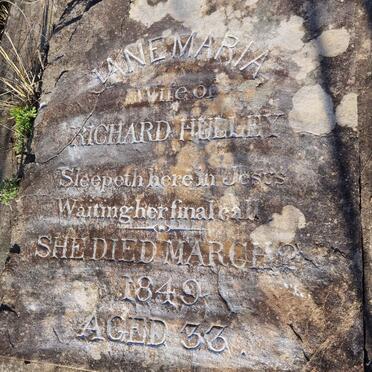 JANE MARIA
Wife of
RICHARD HULLEY
Sleepeth here in Jesus
Waiting her final call
SHE DIED MARCH
1849
AGED 33